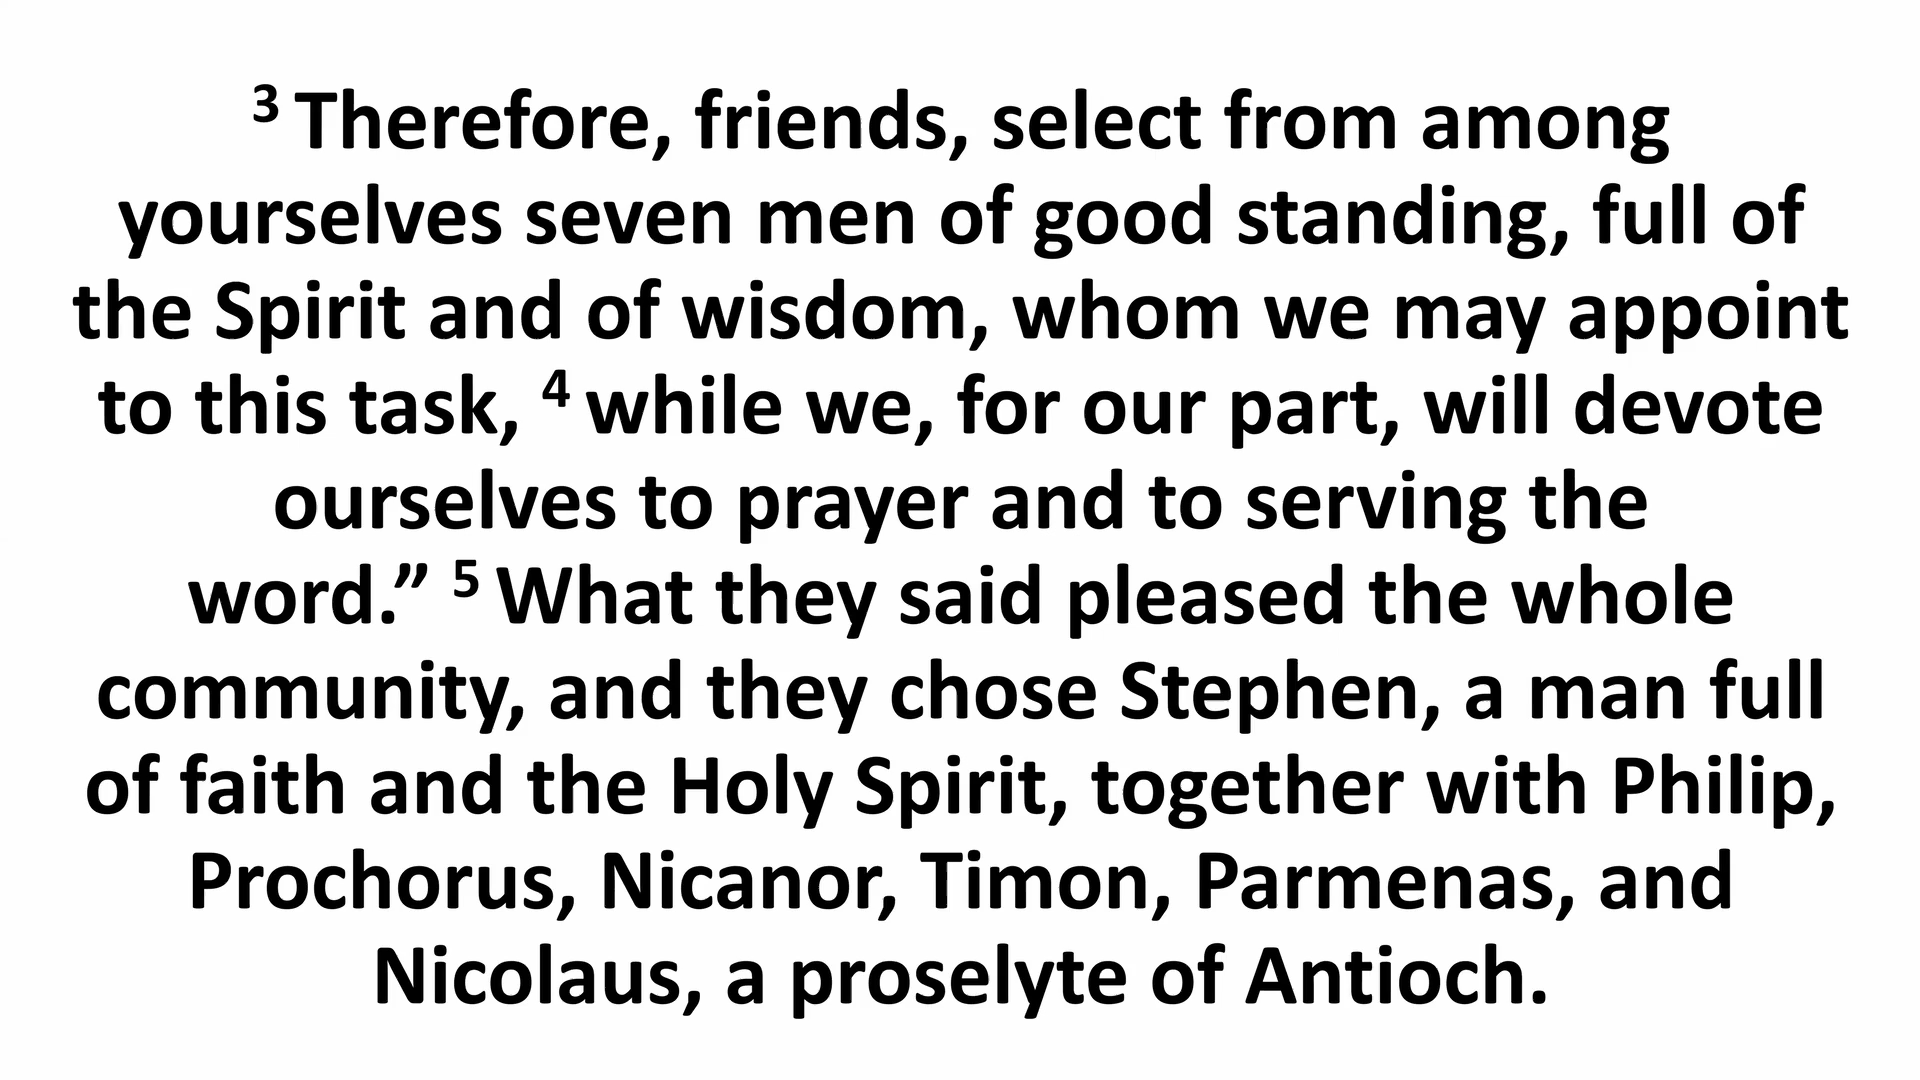 ³ Therefore, friends, select from among
yourselves seven men of good standing, full of
the Spirit and of wisdom, whom we may appoint
to this task, ⁴ while we, for our part, will devote
ourselves to prayer and to serving the
word.” ⁵ What they said pleased the whole
community, and they chose Stephen, a man full
of faith and the Holy Spirit, together with Philip,
Prochorus, Nicanor, Timon, Parmenas, and
Nicolaus, a proselyte of Antioch.